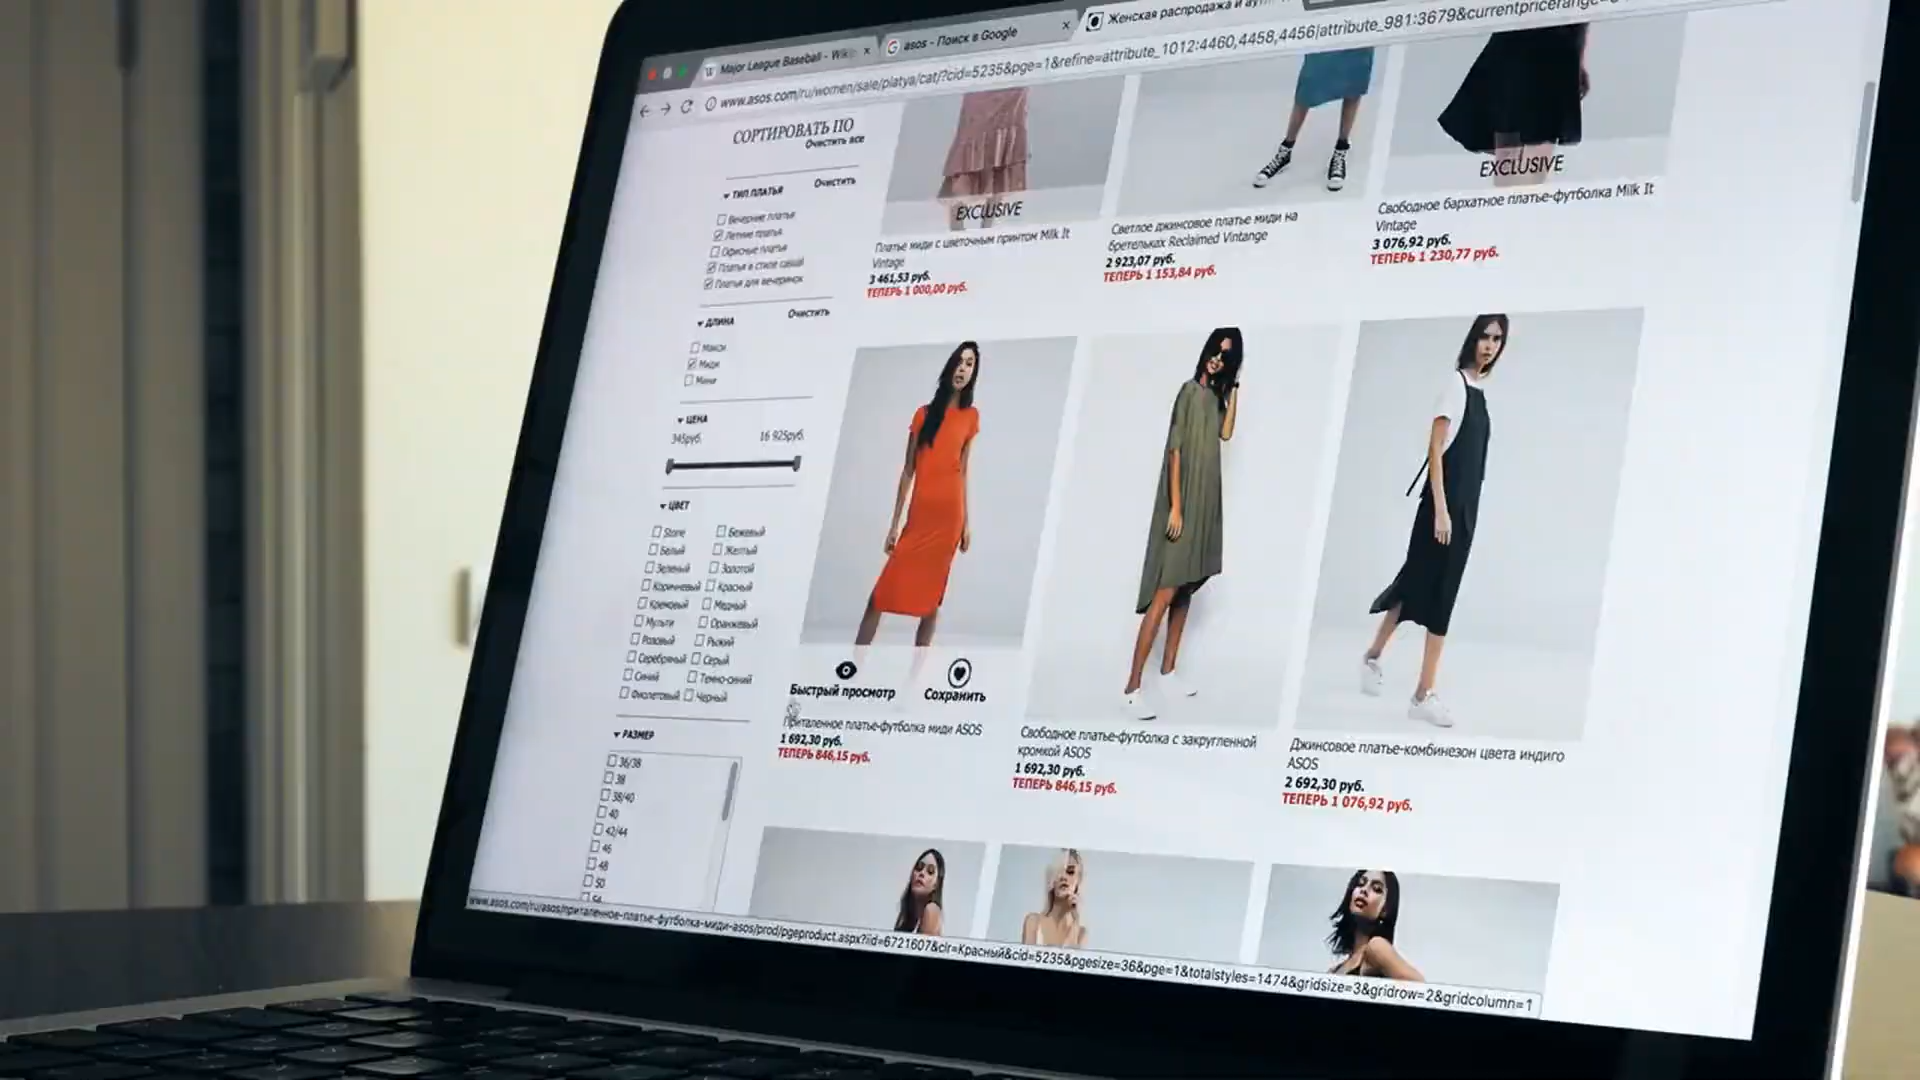 Major League Baseball - Wiki
asos - Поиск в Google
Женская распродажа и аут
www.asos.com/ru/women/sale/platya/cat/?cid=5235&pge=1&refine=attribute_1012:4460,4458,4456|attribute_981:3679&currentpricerange=
СОРТИРОВАТЬ ПО
Очистить все
ТИП ПЛАТЬЯ
Очистить
Вечерние платья
Летние платья
Офисные платья
Платья в стиле casual
Платья для вечеринок
ДЛИНА
Очистить
Макси
Миди
Мини
ЦЕНА
345руб.
16 925руб.
ЦВЕТ
Stone
Бежевый
Белый
Желтый
Зеленый
Золотой
Коричневый
Красный
Кремовый
Медный
Мульти
Оранжевый
Розовый
Рыжий
Серебряный
Серый
Синий
Темно-синий
Фиолетовый
Черный
РАЗМЕР
36/38
38
38/40
40
42/44
46
48
50
EXCLUSIVE
Платье миди с цветочным принтом Milk It
Vintage
3 461,53 руб.
ТЕПЕРЬ 1 000,00 руб.
Светлое джинсовое платье миди на
бретельках Reclaimed Vintange
2 923,07 руб.
ТЕПЕРЬ 1 153,84 руб.
EXCLUSIVE
Свободное бархатное платье-футболка Milk It
Vintage
3 076,92 руб.
ТЕПЕРЬ 1 230,77 руб.
Быстрый просмотр
Сохранить
Приталенное платье-футболка миди ASOS
1 692,30 руб.
ТЕПЕРЬ 846,15 руб.
Свободное платье-футболка с закругленной
кромкой ASOS
1 692,30 руб.
ТЕПЕРЬ 846,15 руб.
Джинсовое платье-комбинезон цвета индиго
ASOS
2 692,30 руб.
ТЕПЕРЬ 1 076,92 руб.
www.asos.com/ru/asos/приталенное-платье-футболка-миди-asos/prod/pgeproduct.aspx?iid=6721607&clr=Красный&cid=5235&pgesize=36&pge=1&totalstyles=1474&gridsize=3&gridrow=2&gridcolumn=1